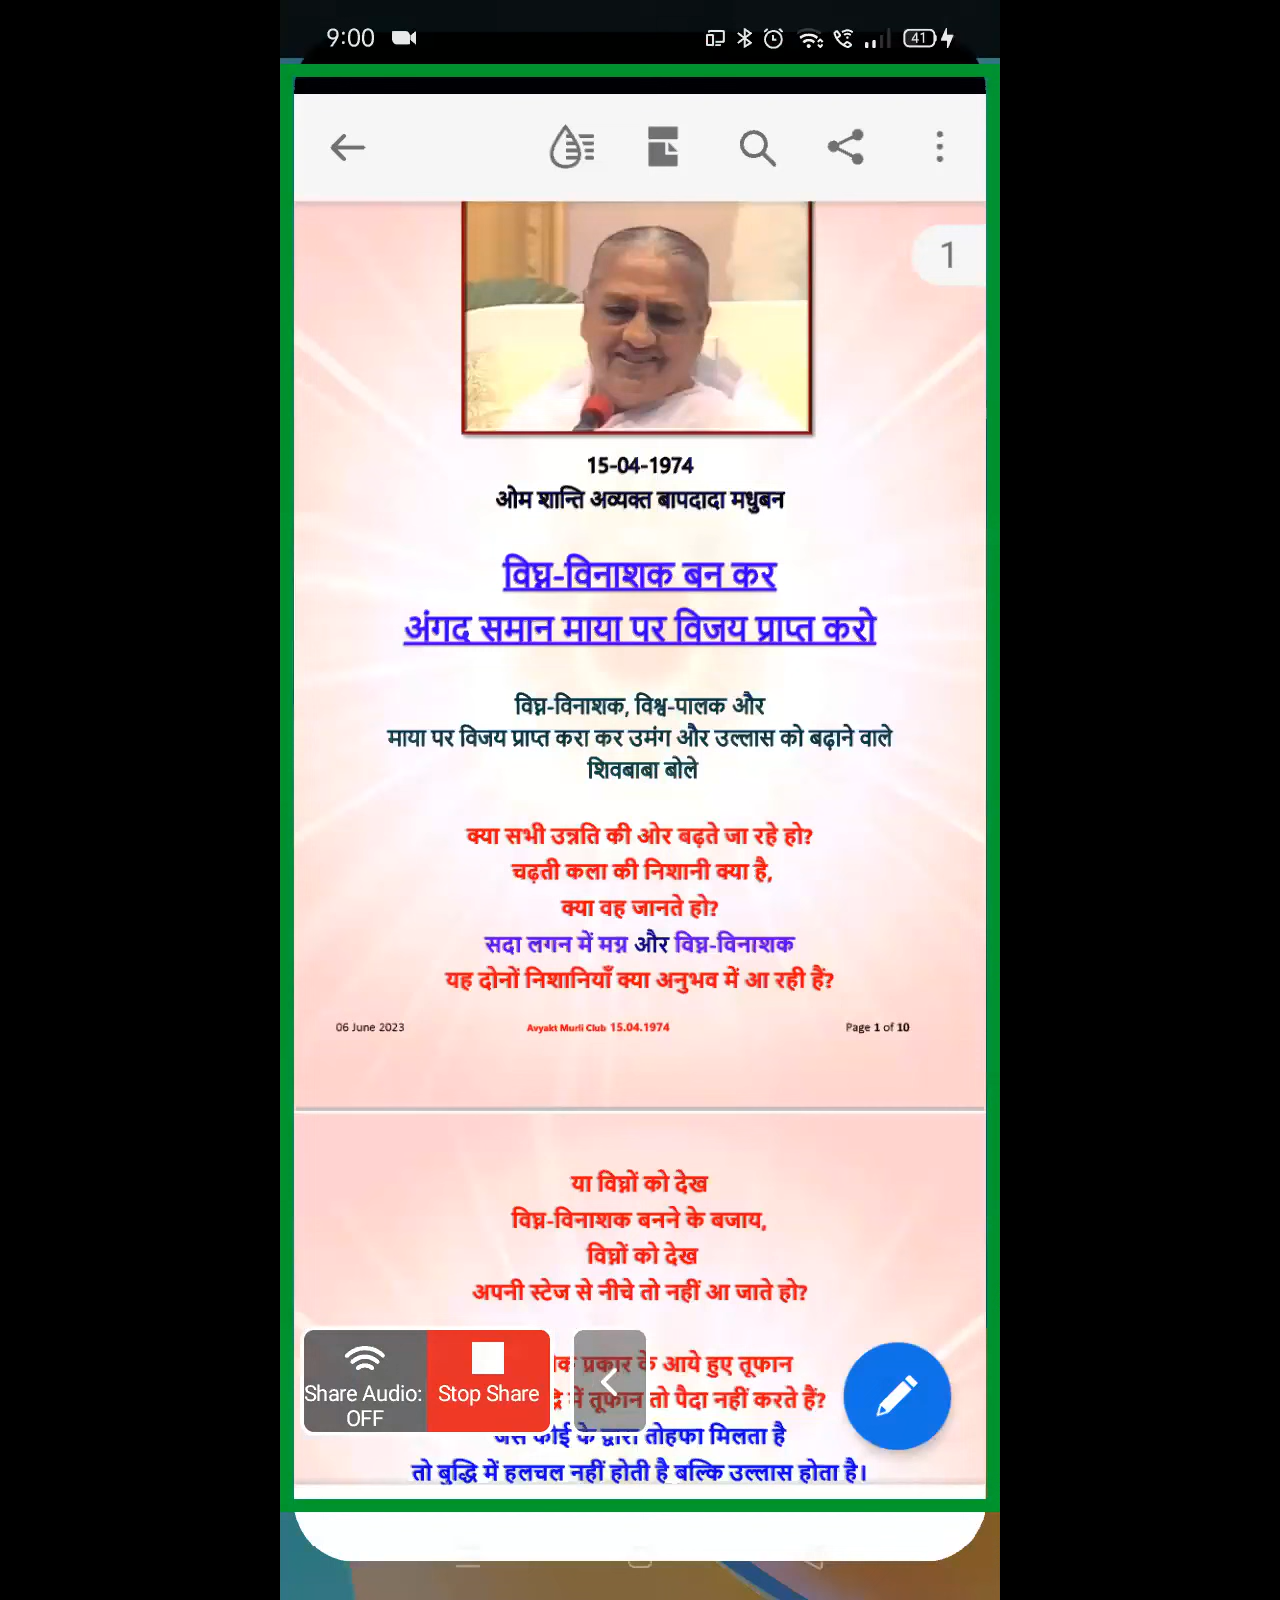 9:00
41
1
15-04-1974
ओम शान्ति अव्यक्त बापदादा मधुबन
विघ्न-विनाशक बन कर
अंगद समान माया पर विजय प्राप्त करो
विघ्न-विनाशक, विश्व-पालक और
माया पर विजय प्राप्त करा कर उमंग और उल्लास को बढ़ाने वाले
शिवबाबा बोले
क्या सभी उन्नति की ओर बढ़ते जा रहे हो?
चढ़ती कला की निशानी क्या है,
क्या वह जानते हो?
सदा लगन में मग्न और विघ्न-विनाशक
यह दोनों निशानियाँ क्या अनुभव में आ रही हैं?
06 June 2023 Avyakt Murli Club 15.04.1974 Page 1 of 10
या विघ्नों को देख
विघ्न-विनाशक बनने के बजाय,
विघ्नों को देख
अपनी स्टेज से नीचे तो नहीं आ जाते हो?
प्रकार के आये हुए तूफान
में तूफान तो पैदा नहीं करते हैं?
Share Audio: OFF
Stop Share
कोई के द्वारा तोहफा मिलता है
तो बुद्धि में हलचल नहीं होती है बल्कि उल्लास होता है।